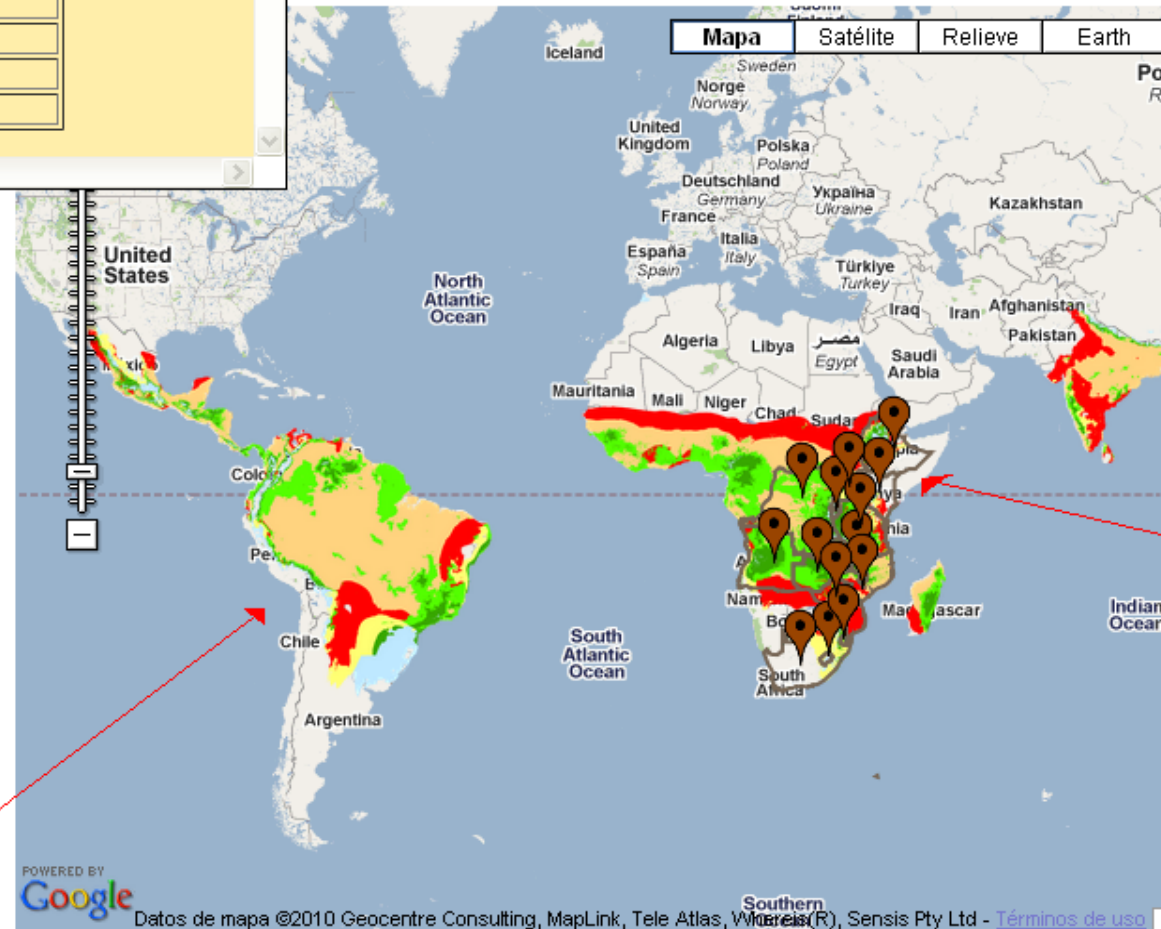 Suomi
Iceland
Mapa
Satélite
Relieve
Earth
Sweden
Norge
Norway
United
Kingdom
Polska
Poland
Deutschland
Germany
Україна
Ukraine
Kazakhstan
France
Italia
Italy
España
Spain
Türkiye
Turkey
United
States
North
Atlantic
Ocean
Iraq
Iran
Afghanistan
Pakistan
Algeria
Libya
مصر
Egypt
Saudi
Arabia
Mauritania
Mali
Niger
Chad
Chile
South
Atlantic
Ocean
South
Africa
Indian
Ocean
Argentina
POWERED BY
Google
Southern
Datos de mapa ©2010 Geocentre Consulting, MapLink, Tele Atlas, Whereis(R), Sensis Pty Ltd - Términos de uso